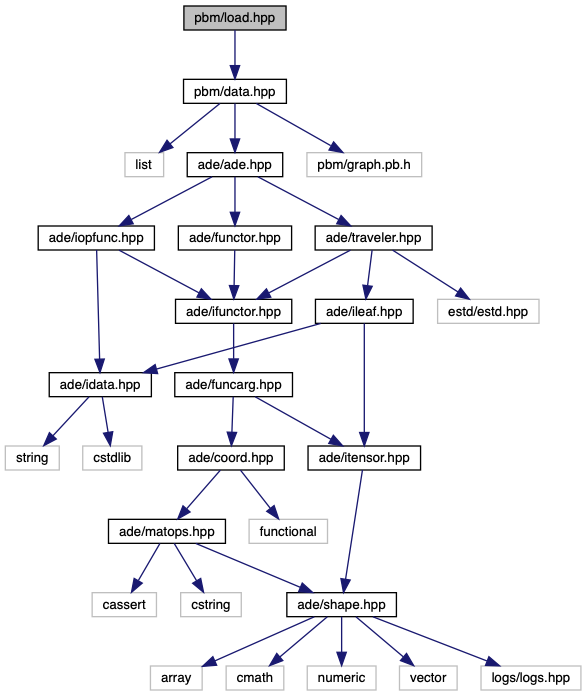 pbm/load.hpp
pbm/data.hpp
list
ade/ade.hpp
pbm/graph.pb.h
ade/iopfunc.hpp
ade/functor.hpp
ade/traveler.hpp
ade/ifunctor.hpp
ade/ileaf.hpp
estd/estd.hpp
ade/idata.hpp
ade/funcarg.hpp
string
cstdlib
ade/coord.hpp
ade/itensor.hpp
ade/matops.hpp
functional
cassert
cstring
ade/shape.hpp
array
cmath
numeric
vector
logs/logs.hpp